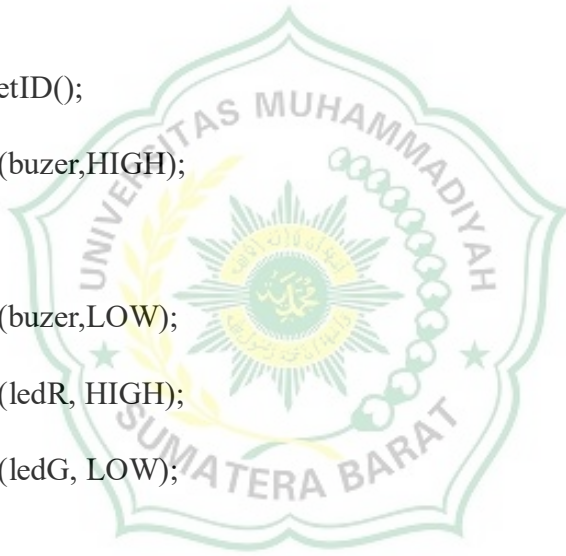 etID();
(buzer,HIGH);
(buzer,LOW);
(ledR, HIGH);
(ledG, LOW);
UNIVERSITAS MUHAMMADIYAH
SUMATERA BARAT